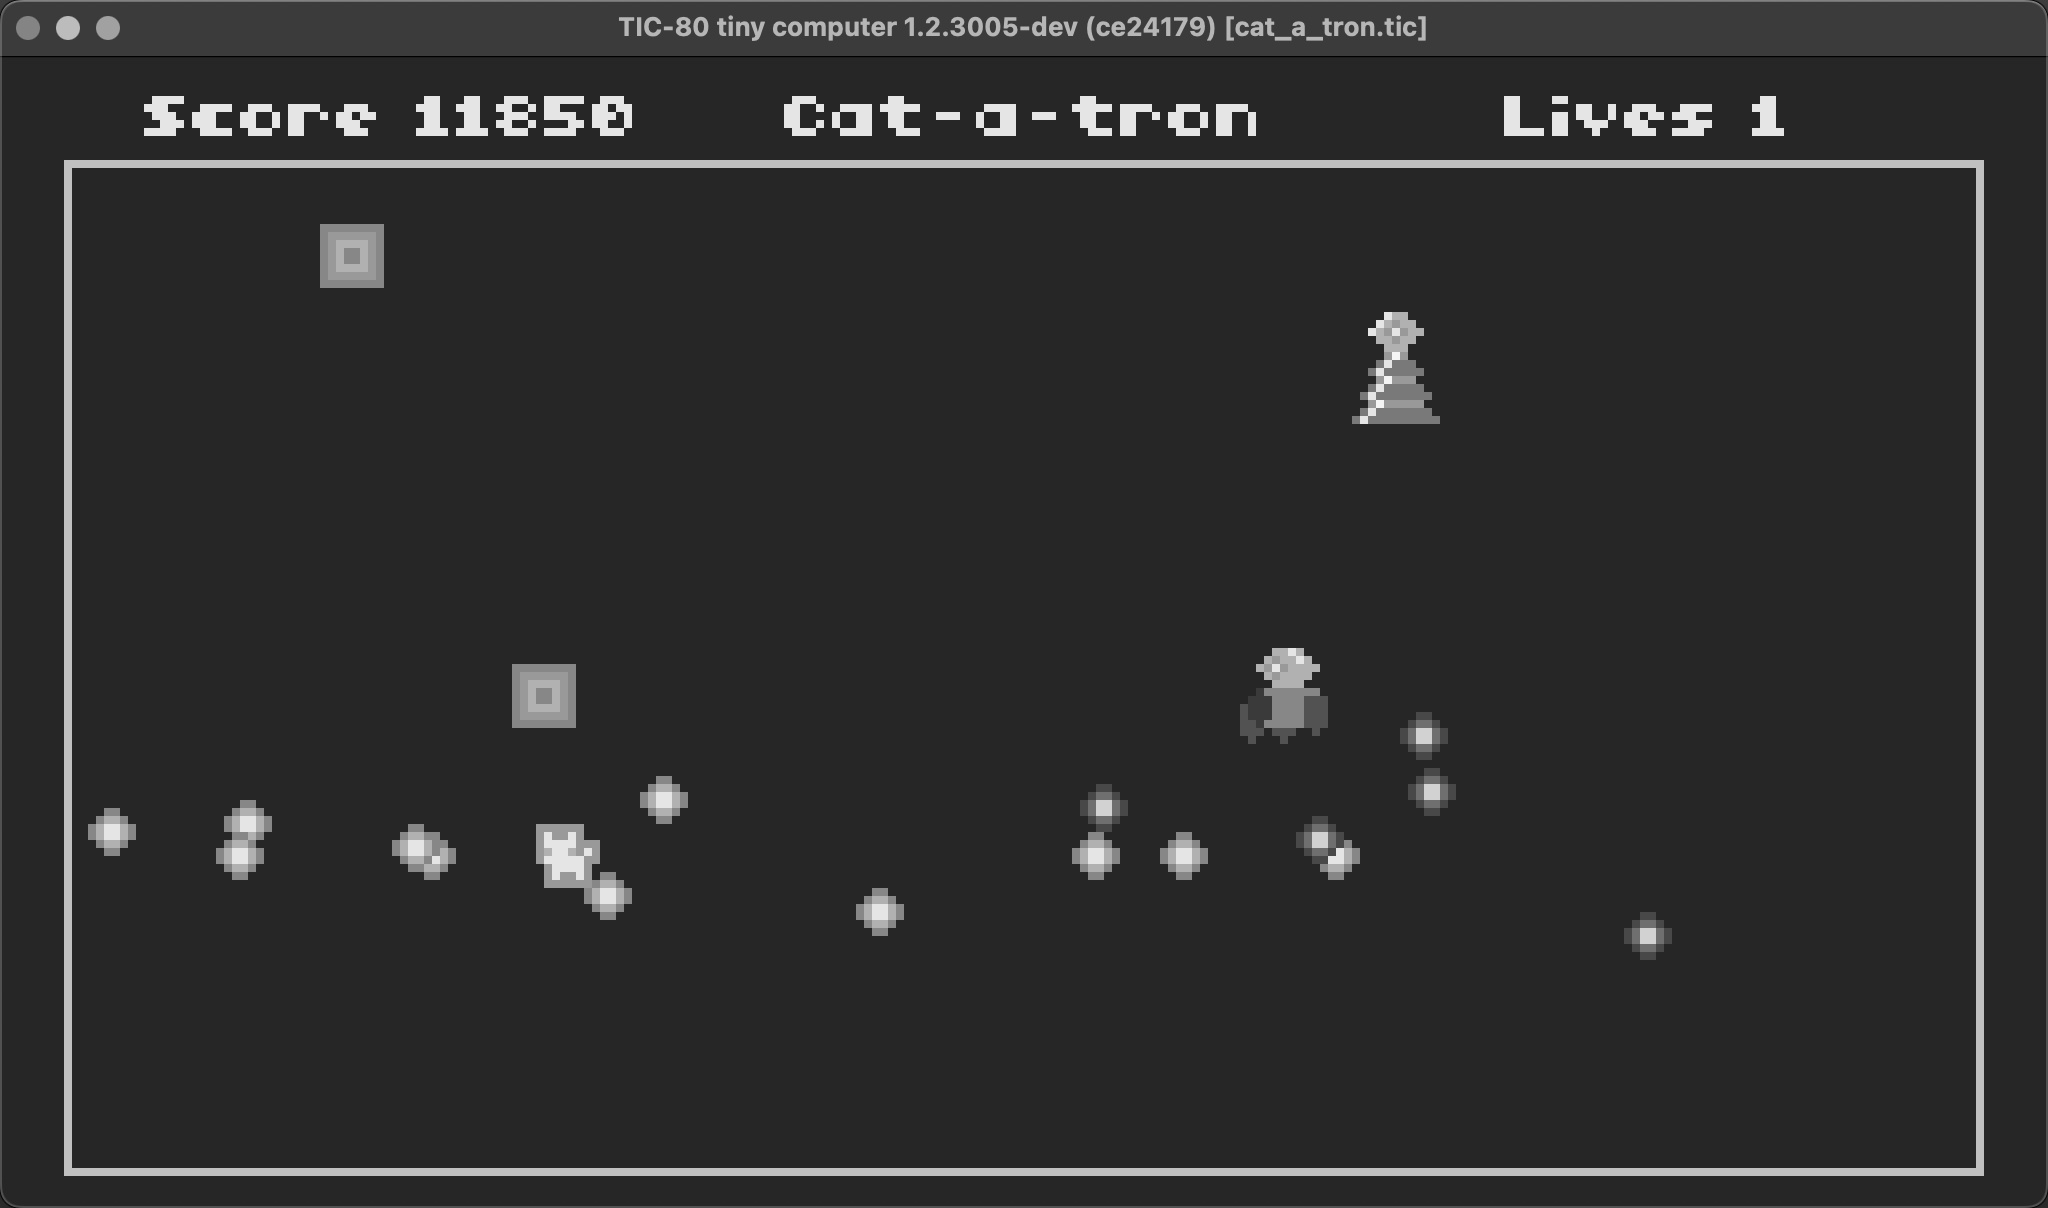 TIC-80 tiny computer 1.2.3005-dev (ce24179) [cat_a_tron.tic]
Score 11850 Cat-a-tron Lives 1